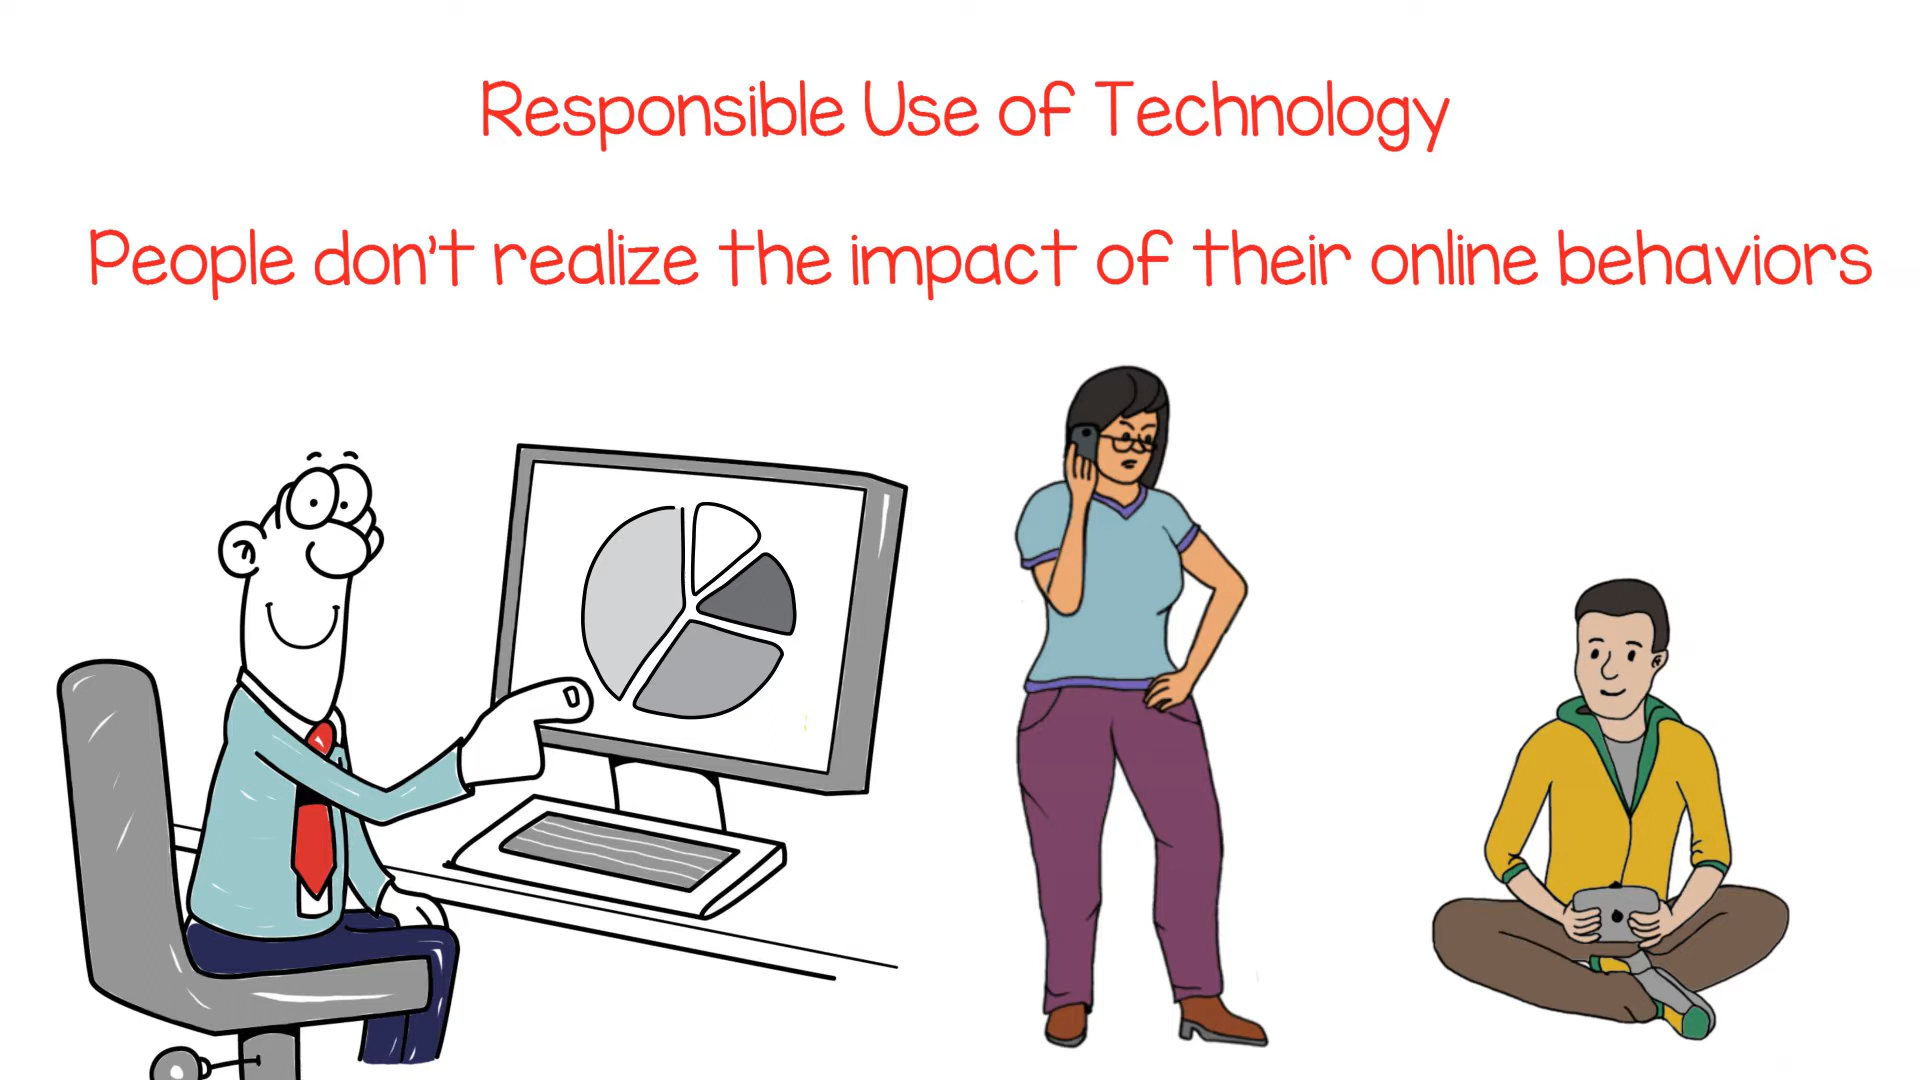 Responsible Use of Technology
People don't realize the impact of their online behaviors